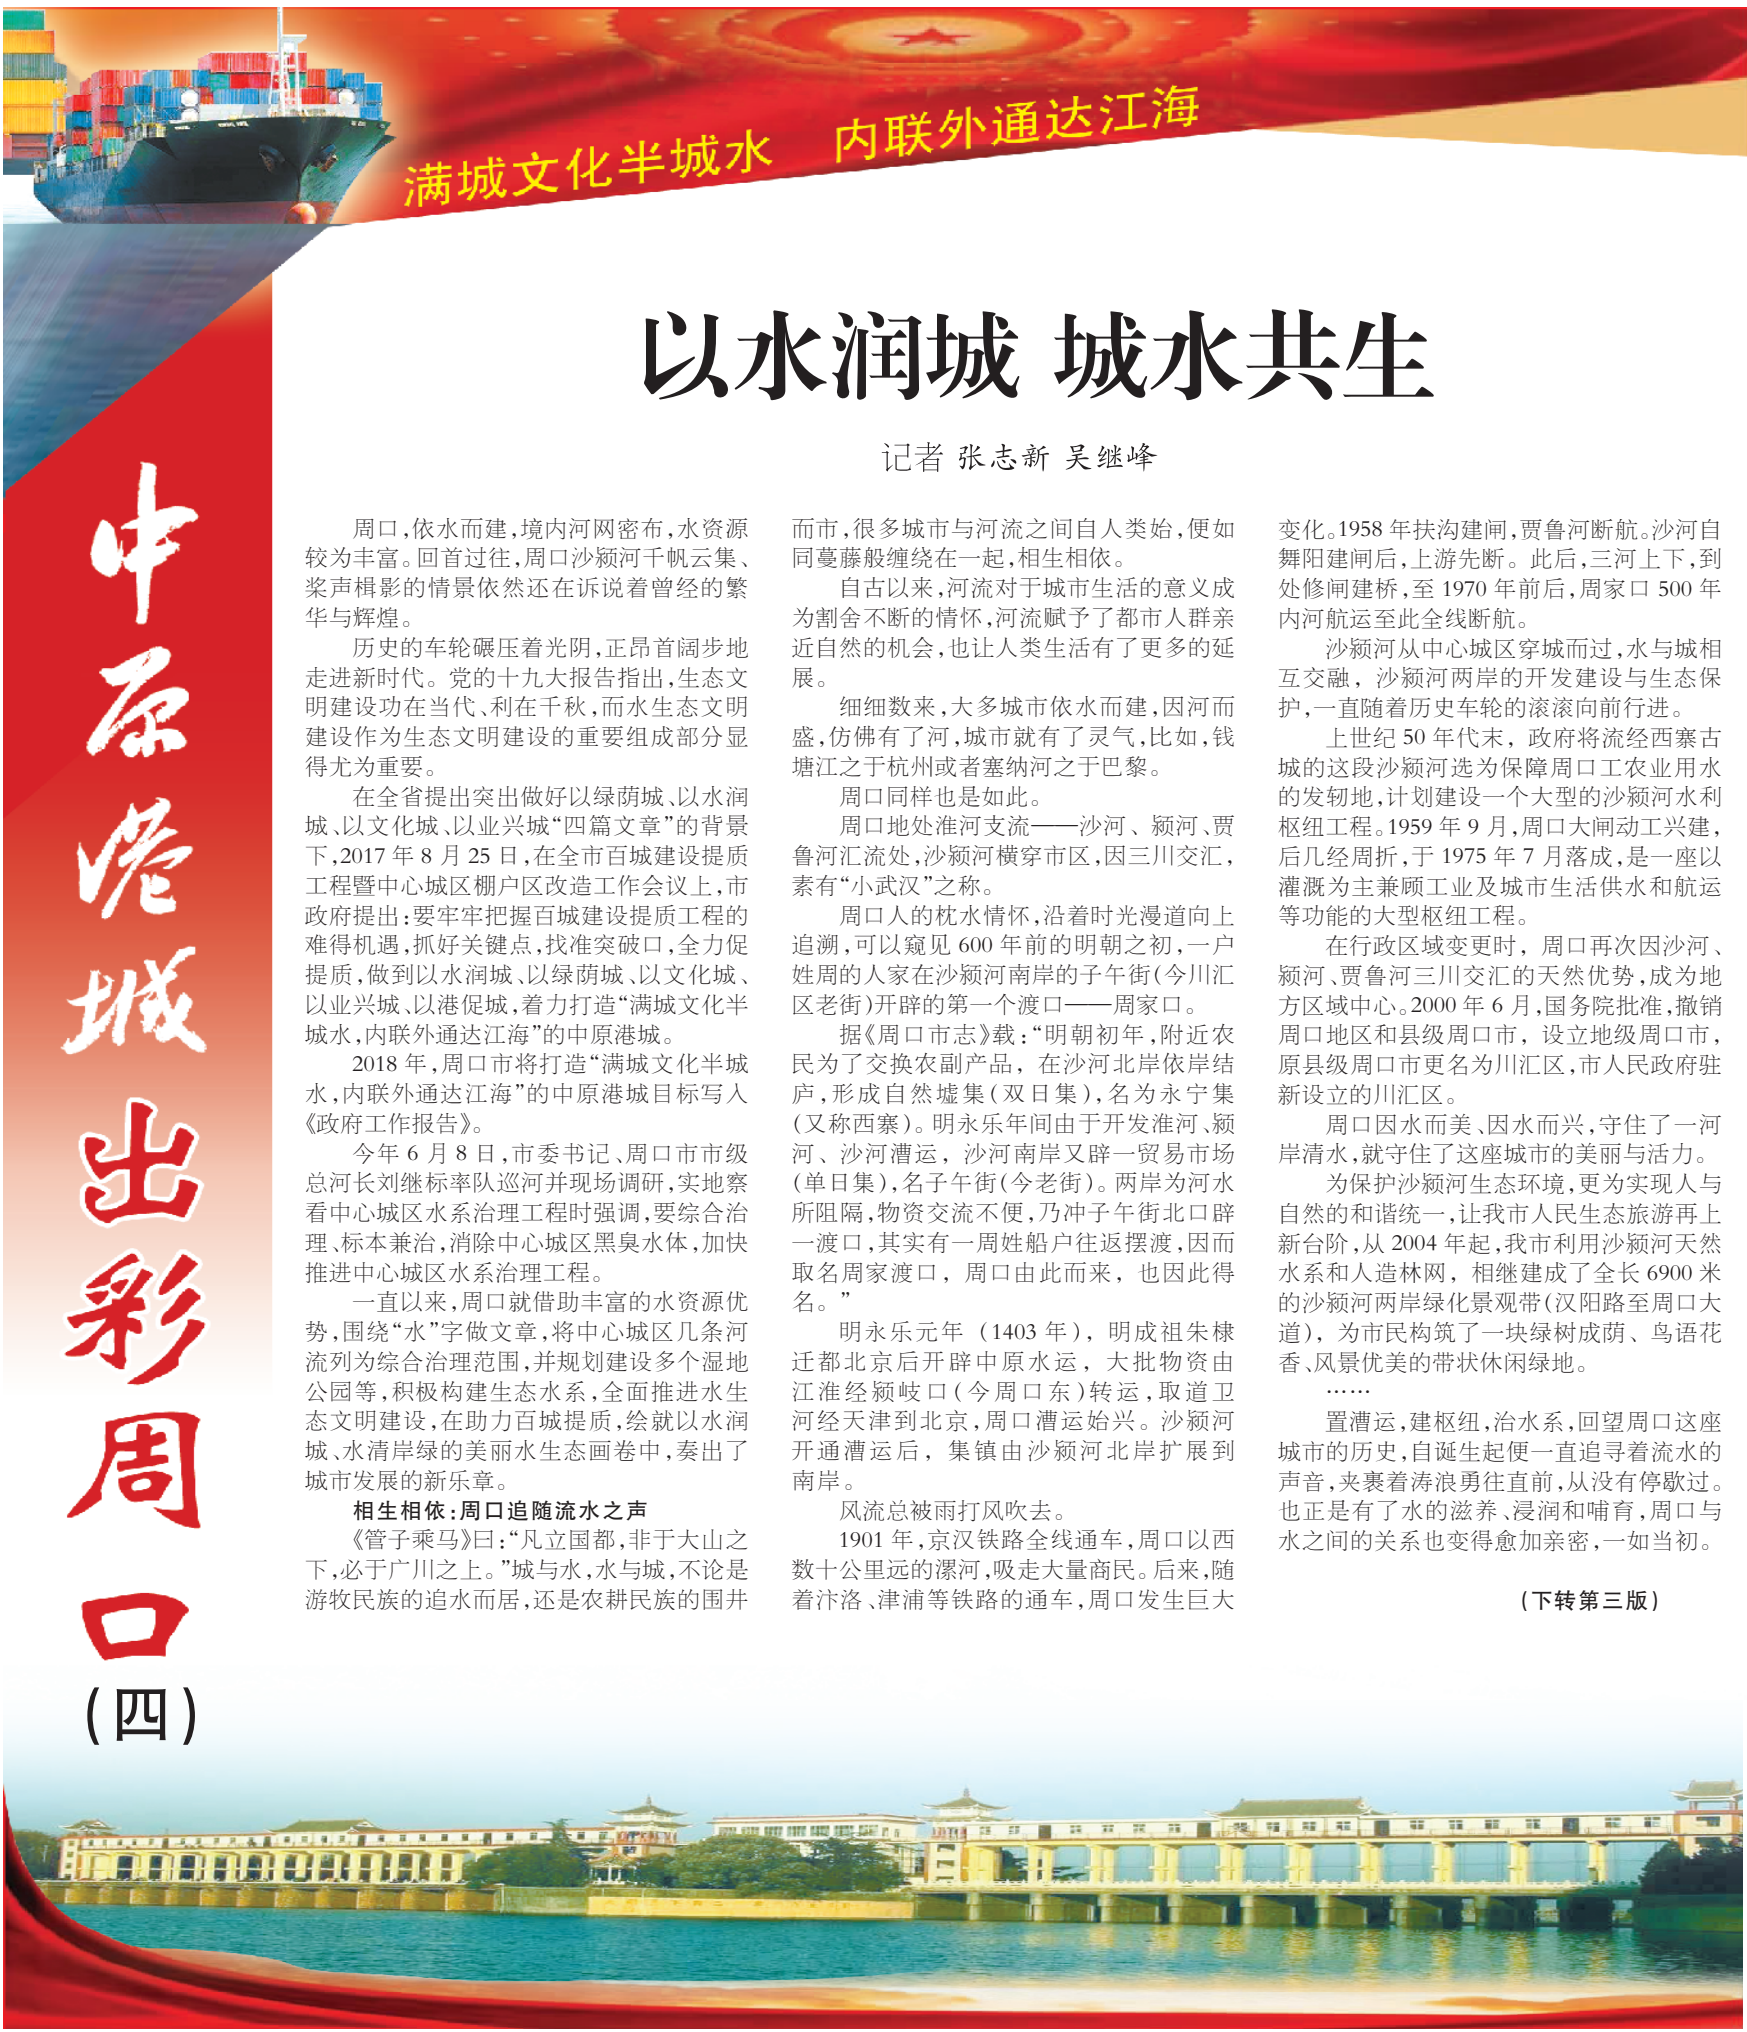 满城文化半城水 内联外通达江海
中原港城 出彩周口
(四)
以水润城 城水共生
记者 张志新 吴继峰
周口,依水而建,境内河网密布,水资源
较为丰富。回首过往,周口沙颍河千帆云集、
桨声楫影的情景依然还在诉说着曾经的繁
华与辉煌。
历史的车轮碾压着光阴,正昂首阔步地
走进新时代。党的十九大报告指出,生态文
明建设功在当代、利在千秋,而水生态文明
建设作为生态文明建设的重要组成部分显
得尤为重要。
在全省提出突出做好以绿荫城、以水润
城、以文化城、以业兴城“四篇文章”的背景
下,2017 年 8 月 25 日,在全市百城建设提质
工程暨中心城区棚户区改造工作会议上,市
政府提出:要牢牢把握百城建设提质工程的
难得机遇,抓好关键点,找准突破口,全力促
提质,做到以水润城、以绿荫城、以文化城、
以业兴城、以港促城,着力打造“满城文化半
城水,内联外通达江海”的中原港城。
2018 年,周口市将打造“满城文化半城
水,内联外通达江海”的中原港城目标写入
《政府工作报告》。
今年 6 月 8 日,市委书记、周口市市级
总河长刘继标率队巡河并现场调研,实地察
看中心城区水系治理工程时强调,要综合治
理、标本兼治,消除中心城区黑臭水体,加快
推进中心城区水系治理工程。
一直以来,周口就借助丰富的水资源优
势,围绕“水”字做文章,将中心城区几条河
流列为综合治理范围,并规划建设多个湿地
公园等,积极构建生态水系,全面推进水生
态文明建设,在助力百城提质,绘就以水润
城、水清岸绿的美丽水生态画卷中,奏出了
城市发展的新乐章。
相生相依:周口追随流水之声
《管子乘马》曰:“凡立国都,非于大山之
下,必于广川之上。”城与水,水与城,不论是
游牧民族的追水而居,还是农耕民族的围井
而市,很多城市与河流之间自人类始,便如
同蔓藤般缠绕在一起,相生相依。
自古以来,河流对于城市生活的意义成
为割舍不断的情怀,河流赋予了都市人群亲
近自然的机会,也让人类生活有了更多的延
展。
细细数来,大多城市依水而建,因河而
盛,仿佛有了河,城市就有了灵气,比如,钱
塘江之于杭州或者塞纳河之于巴黎。
周口同样也是如此。
周口地处淮河支流——沙河、颍河、贾
鲁河汇流处,沙颍河横穿市区,因三川交汇,
素有“小武汉”之称。
周口人的枕水情怀,沿着时光漫道向上
追溯,可以窥见 600 年前的明朝之初,一户
姓周的人家在沙颍河南岸的子午街(今川汇
区老街)开辟的第一个渡口——周家口。
据《周口市志》载:“明朝初年,附近农
民为了交换农副产品, 在沙河北岸依岸结
庐,形成自然墟集(双日集),名为永宁集
(又称西寨)。明永乐年间由于开发淮河、颍
河、沙河漕运, 沙河南岸又辟一贸易市场
(单日集),名子午街(今老街)。两岸为河水
所阻隔,物资交流不便,乃冲子午街北口辟
一渡口,其实有一周姓船户往返摆渡,因而
取名周家渡口, 周口由此而来, 也因此得
名。”
明永乐元年 (1403 年), 明成祖朱棣
迁都北京后开辟中原水运, 大批物资由
江淮经颍岐口(今周口东)转运,取道卫
河经天津到北京,周口漕运始兴。沙颍河
开通漕运后, 集镇由沙颍河北岸扩展到
南岸。
风流总被雨打风吹去。
1901 年,京汉铁路全线通车,周口以西
数十公里远的漯河,吸走大量商民。后来,随
着汴洛、津浦等铁路的通车,周口发生巨大
变化。1958 年扶沟建闸,贾鲁河断航。沙河自
舞阳建闸后,上游先断。此后,三河上下,到
处修闸建桥,至 1970 年前后,周家口 500 年
内河航运至此全线断航。
沙颍河从中心城区穿城而过,水与城相
互交融, 沙颍河两岸的开发建设与生态保
护,一直随着历史车轮的滚滚向前行进。
上世纪 50 年代末, 政府将流经西寨古
城的这段沙颍河选为保障周口工农业用水
的发轫地,计划建设一个大型的沙颍河水利
枢纽工程。1959 年 9 月,周口大闸动工兴建,
后几经周折,于 1975 年 7 月落成,是一座以
灌溉为主兼顾工业及城市生活供水和航运
等功能的大型枢纽工程。
在行政区域变更时, 周口再次因沙河、
颍河、贾鲁河三川交汇的天然优势,成为地
方区域中心。2000 年 6 月,国务院批准,撤销
周口地区和县级周口市, 设立地级周口市,
原县级周口市更名为川汇区,市人民政府驻
新设立的川汇区。
周口因水而美、因水而兴,守住了一河
岸清水,就守住了这座城市的美丽与活力。
为保护沙颍河生态环境,更为实现人与
自然的和谐统一,让我市人民生态旅游再上
新台阶,从 2004 年起,我市利用沙颍河天然
水系和人造林网, 相继建成了全长 6900 米
的沙颍河两岸绿化景观带(汉阳路至周口大
道), 为市民构筑了一块绿树成荫、鸟语花
香、风景优美的带状休闲绿地。
……
置漕运,建枢纽,治水系,回望周口这座
城市的历史,自诞生起便一直追寻着流水的
声音,夹裹着涛浪勇往直前,从没有停歇过。
也正是有了水的滋养、浸润和哺育,周口与
水之间的关系也变得愈加亲密,一如当初。
(下转第三版)